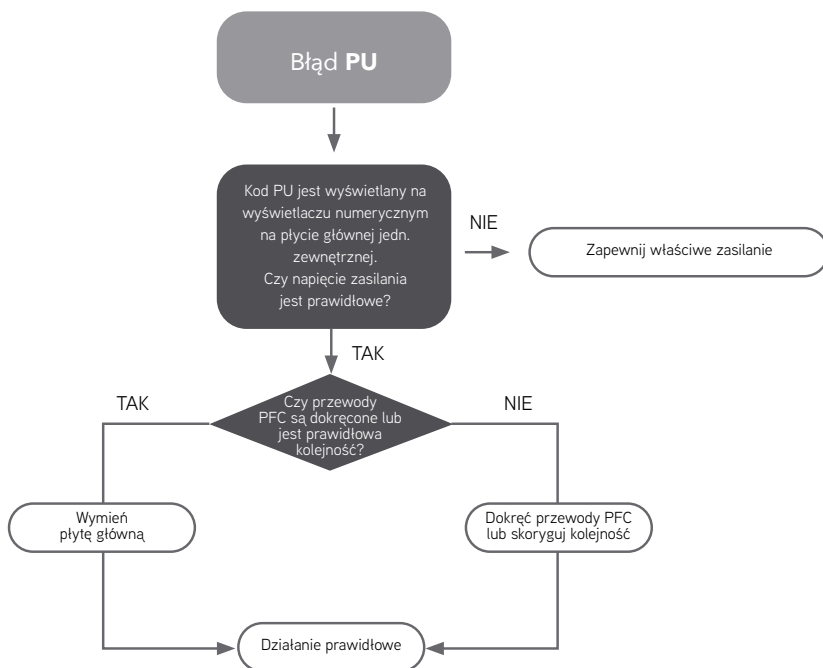 Błąd PU
Kod PU jest wyświetlany na
wyświetlaczu numerycznym
na płycie głównej jedn.
zewnętrznej.
Czy napięcie zasilania
jest prawidłowe?
NIE
Zapewnij właściwe zasilanie
TAK
Czy przewody
PFC są dokręcone lub
jest prawidłowa
kolejność?
TAK
NIE
Wymień
płytę główną
Dokręć przewody PFC
lub skoryguj kolejność
Działanie prawidłowe